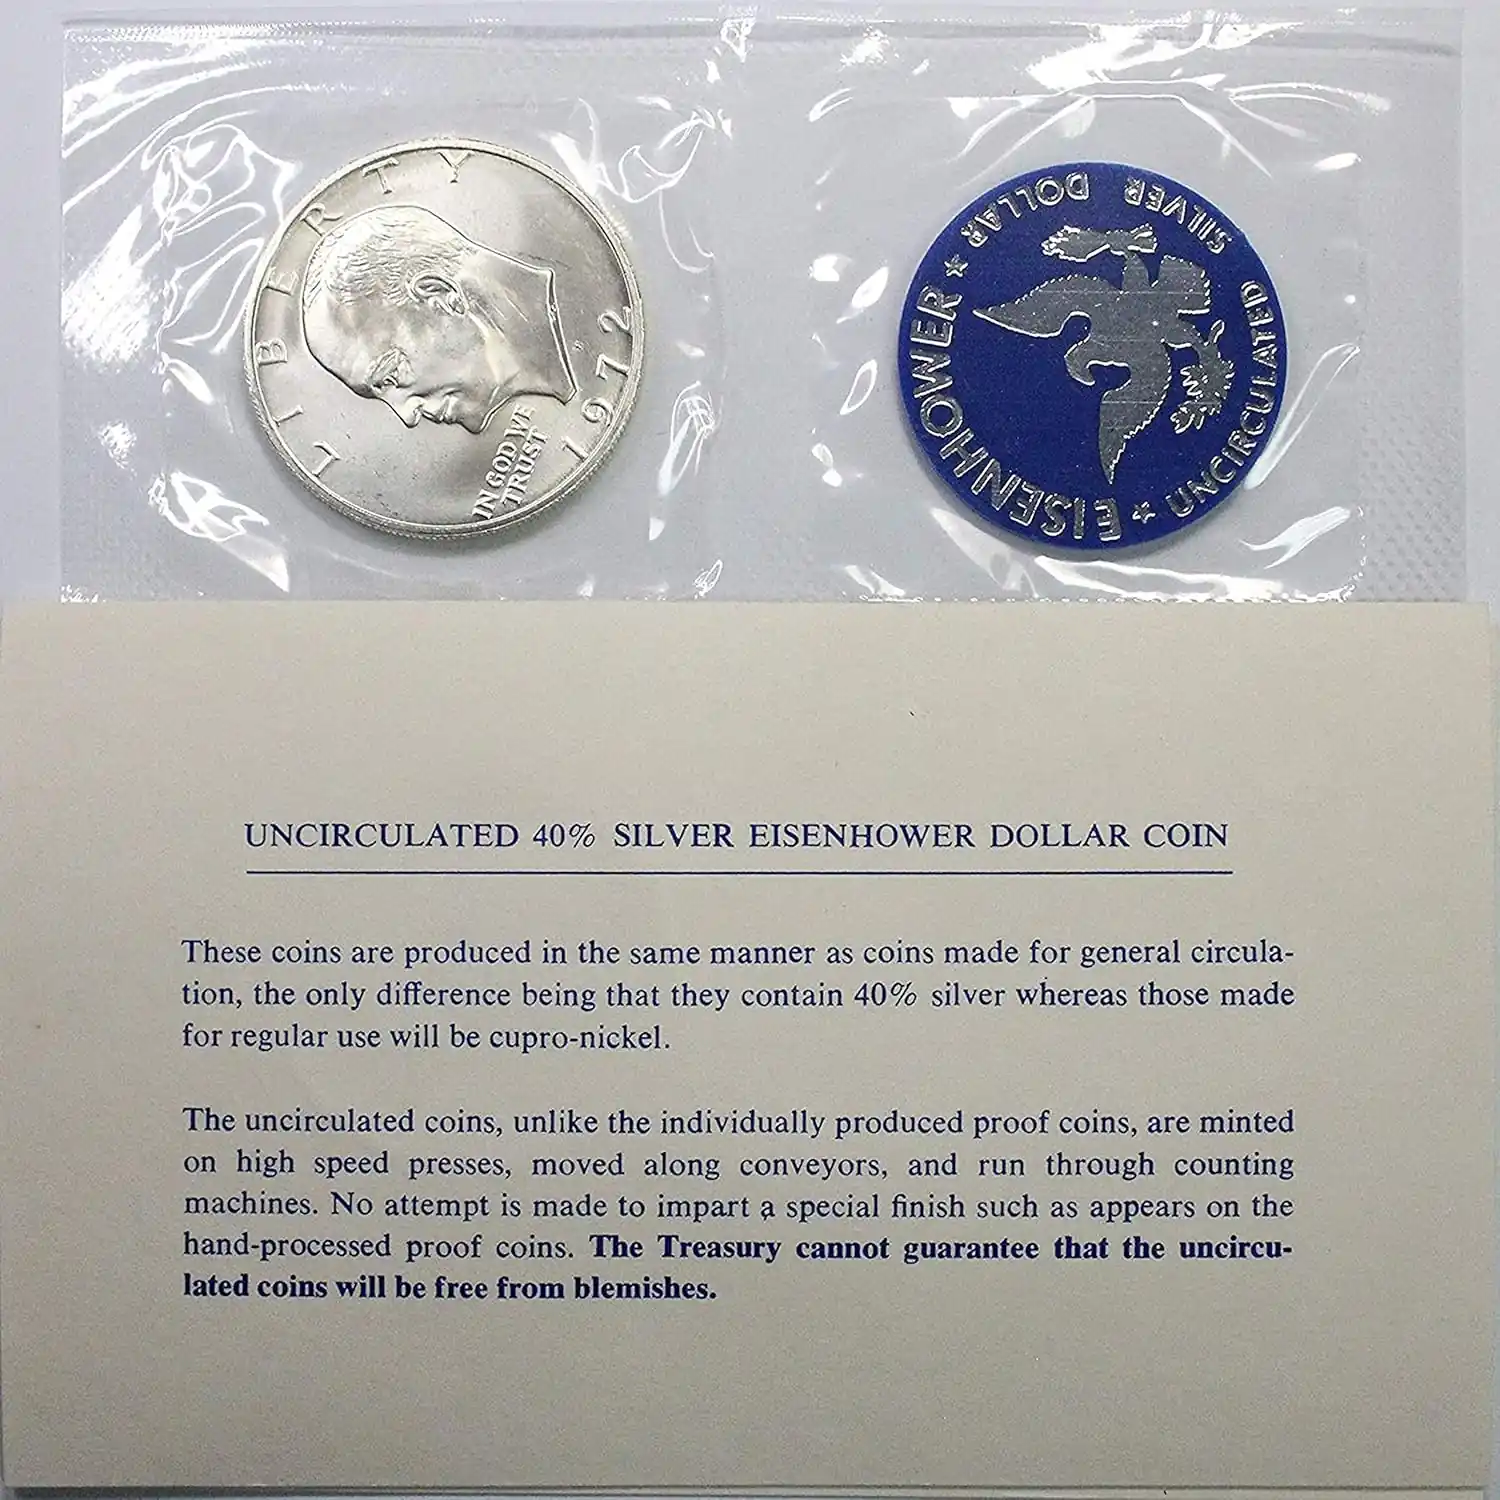 LIBERTY
IN GOD WE
TRUST
1972
S
EISENHOWER
SILVER DOLLAR
UNCIRCULATED
UNCIRCULATED 40% SILVER EISENHOWER DOLLAR COIN
These coins are produced in the same manner as coins made for general circula-
tion, the only difference being that they contain 40% silver whereas those made
for regular use will be cupro-nickel.
The uncirculated coins, unlike the individually produced proof coins, are minted
on high speed presses, moved along conveyors, and run through counting
machines. No attempt is made to impart a special finish such as appears on the
hand-processed proof coins. The Treasury cannot guarantee that the uncircu-
lated coins will be free from blemishes.